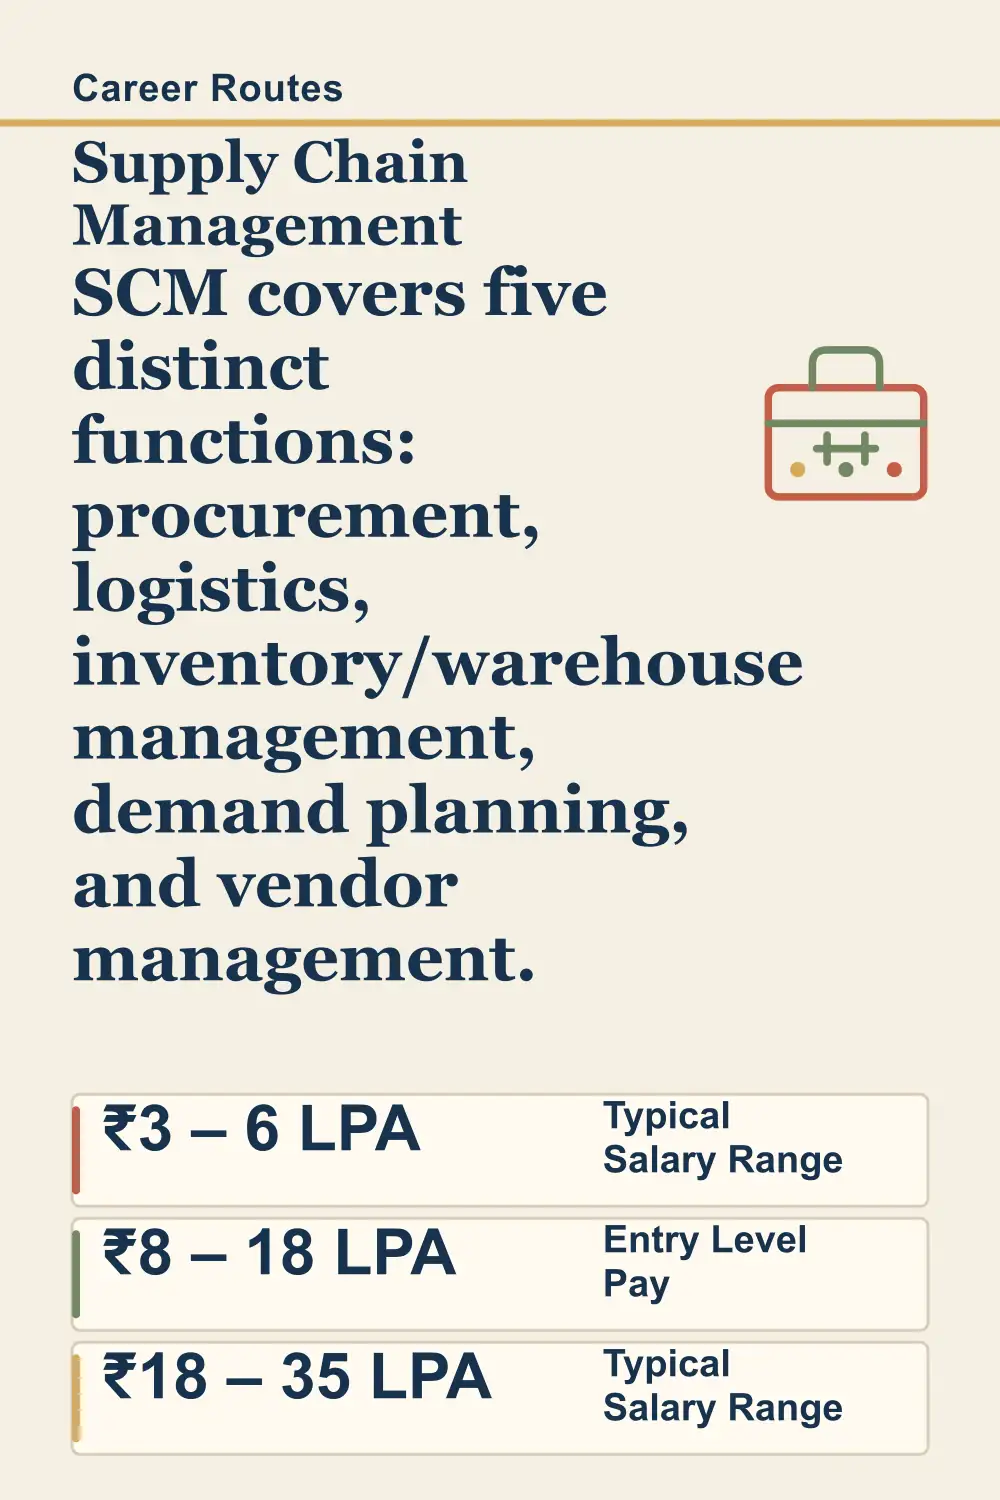 Career Routes
Supply Chain
Management
SCM covers five
distinct
functions:
procurement,
logistics,
inventory/warehouse
management,
demand planning,
and vendor
management.
₹3 – 6 LPA
Typical
Salary Range
₹8 – 18 LPA
Entry Level
Pay
₹18 – 35 LPA
Typical
Salary Range